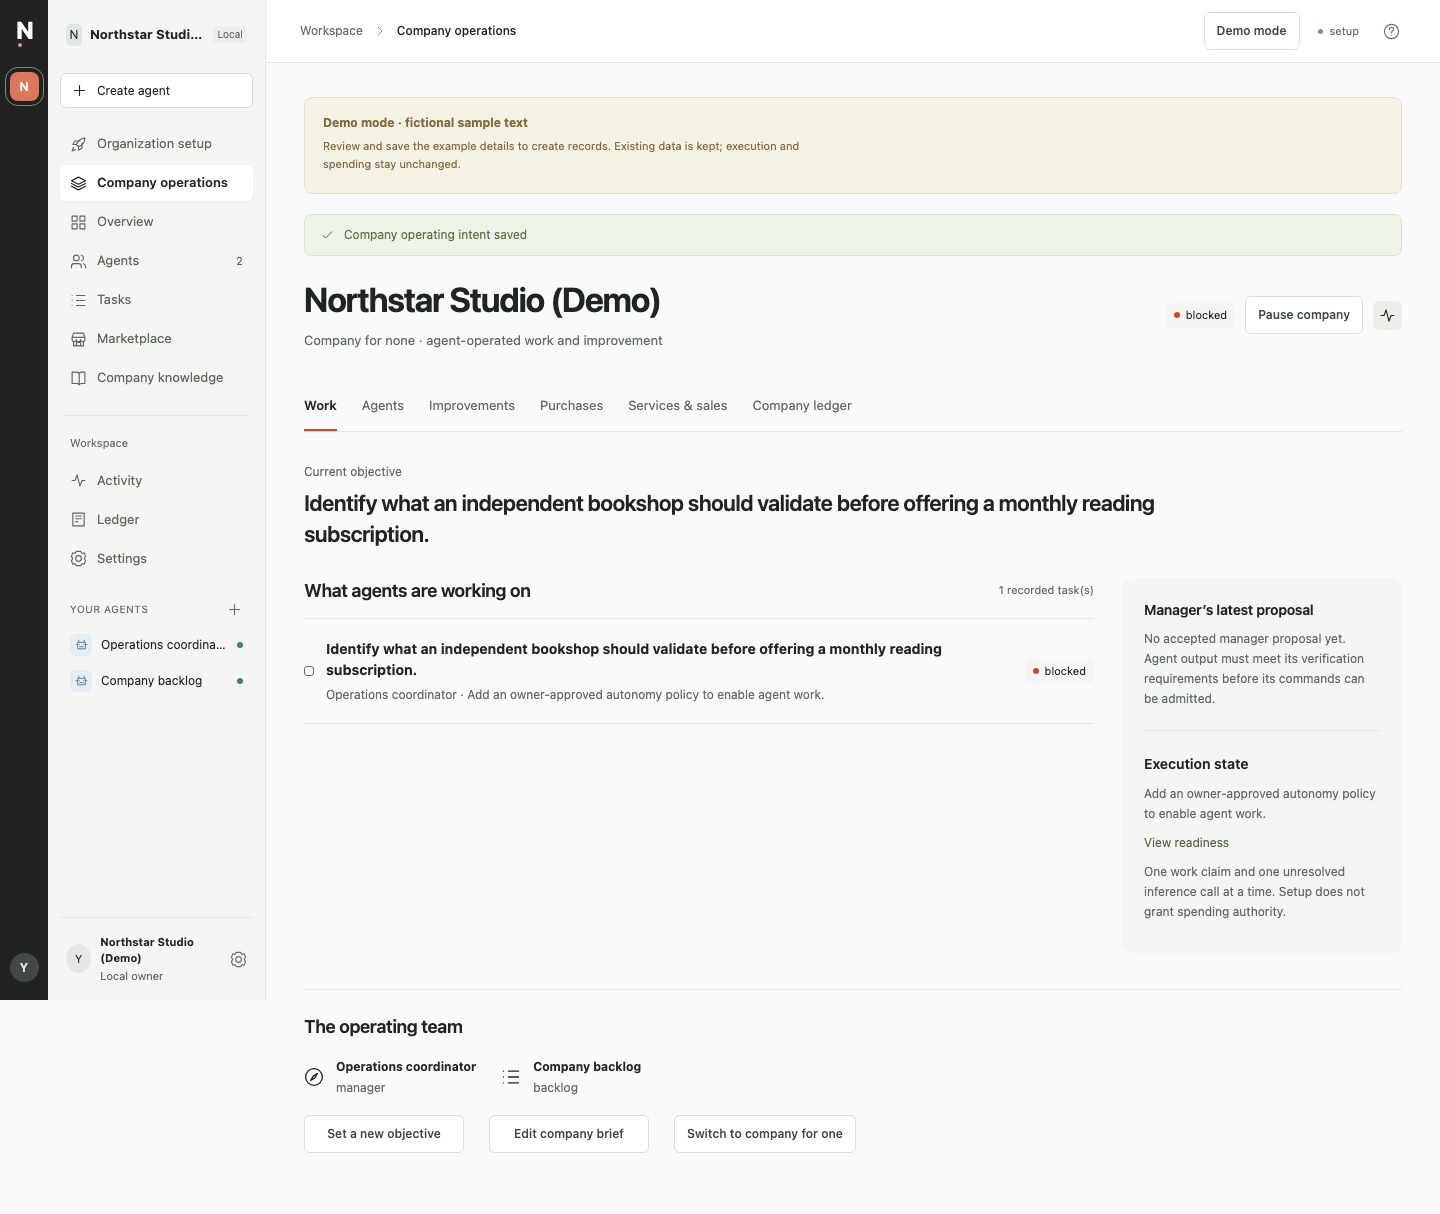 N
N
Y
N Northstar Studi... Local
Create agent
Organization setup
Company operations
Overview
Agents 2
Tasks
Marketplace
Company knowledge
Workspace
Activity
Ledger
Settings
YOUR AGENTS
Operations coordina...
Company backlog
Y
Northstar Studio
(Demo)
Local owner
Workspace Company operations
Demo mode
setup
Demo mode · fictional sample text
Review and save the example details to create records. Existing data is kept; execution and
spending stay unchanged.
Company operating intent saved
Northstar Studio (Demo)
Company for none · agent-operated work and improvement
blocked
Pause company
Work Agents Improvements Purchases Services & sales Company ledger
Current objective
Identify what an independent bookshop should validate before offering a monthly reading
subscription.
What agents are working on
1 recorded task(s)
Identify what an independent bookshop should validate before offering a monthly reading
subscription.
Operations coordinator · Add an owner-approved autonomy policy to enable agent work.
blocked
Manager’s latest proposal
No accepted manager proposal yet.
Agent output must meet its verification
requirements before its commands can
be admitted.
Execution state
Add an owner-approved autonomy policy
to enable agent work.
View readiness
One work claim and one unresolved
inference call at a time. Setup does not
grant spending authority.
The operating team
Operations coordinator
manager
Company backlog
backlog
Set a new objective
Edit company brief
Switch to company for one